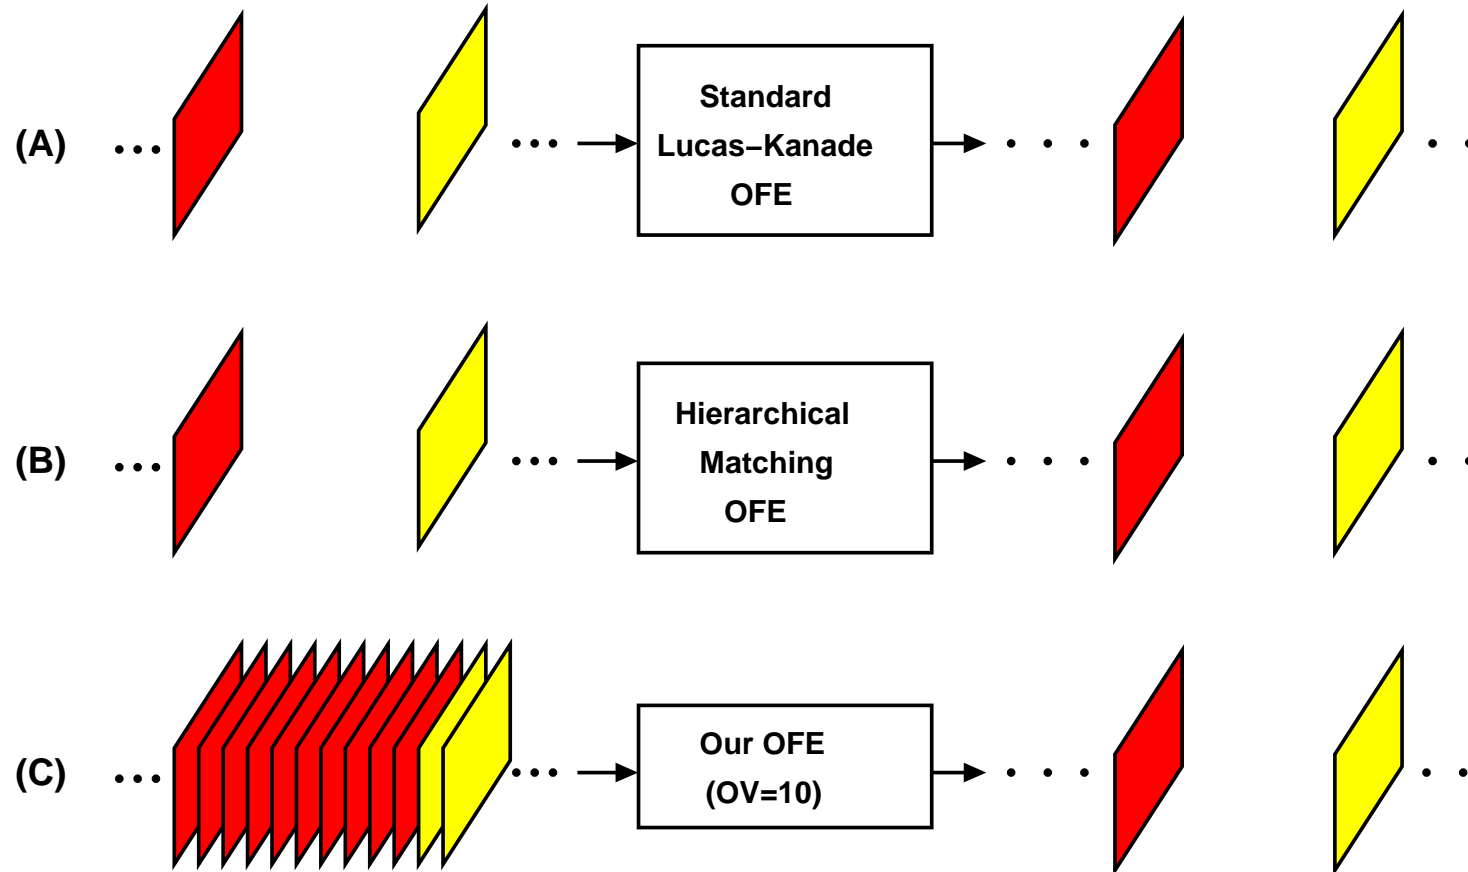 (A)
Standard
Lucas–Kanade
OFE
(B)
Hierarchical
Matching
OFE
(C)
Our OFE
(OV=10)